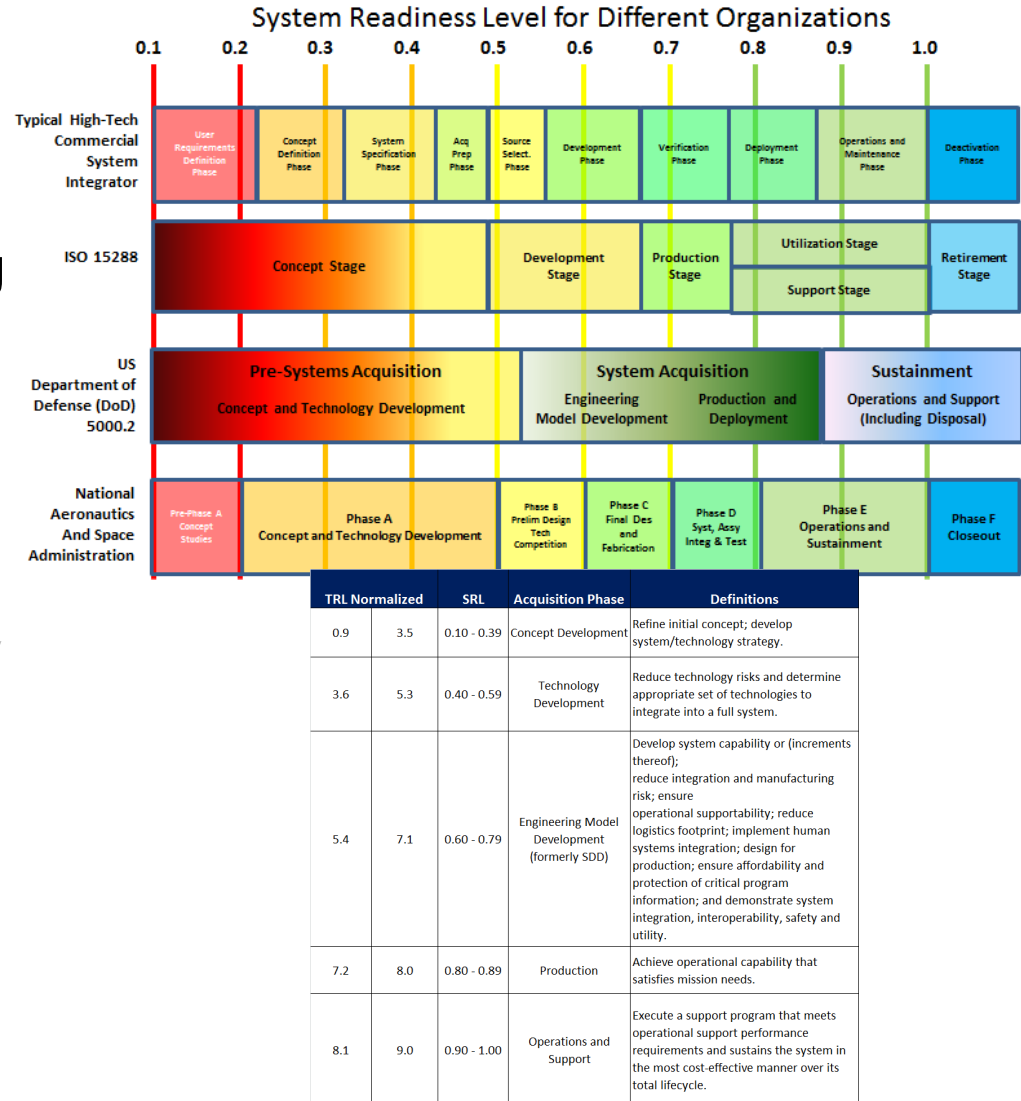 System Readiness Level for Different Organizations
0.1 0.2 0.3 0.4 0.5 0.6 0.7 0.8 0.9 1.0
Typical High-Tech
Commercial
System
Integrator
User
Requirements
Definition
Phase
Concept
Definition
Phase
System
Specification
Phase
Acq
Prep
Phase
Source
Select.
Phase
Development
Phase
Verification
Phase
Deployment
Phase
Operations and
Maintenance
Phase
Deactivation
Phase
ISO 15288
Concept Stage
Development
Stage
Production
Stage
Utilization Stage
Support Stage
Retirement
Stage
US
Department of
Defense (DoD)
5000.2
Pre-Systems Acquisition
Concept and Technology Development
System Acquisition
Engineering
Model Development
Production and
Deployment
Sustainment
Operations and Support
(Including Disposal)
National
Aeronautics
And Space
Administration
Pre-Phase A
Concept
Studies
Phase A
Concept and Technology Development
Phase B
Prelim Design
Tech
Competition
Phase C
Final Des
and
Fabrication
Phase D
Syst, Assy
Integ & Test
Phase E
Operations and
Sustainment
Phase F
Closeout
TRL Normalized SRL Acquisition Phase Definitions
0.9 3.5 0.10 - 0.39 Concept Development
Refine initial concept; develop
system/technology strategy.
3.6 5.3 0.40 - 0.59
Technology
Development
Reduce technology risks and determine
appropriate set of technologies to
integrate into a full system.
5.4 7.1 0.60 - 0.79
Engineering Model
Development
(formerly SDD)
Develop system capability or (increments
thereof);
reduce integration and manufacturing
risk; ensure
operational supportability; reduce
logistics footprint; implement human
systems integration; design for
production; ensure affordability and
protection of critical program
information; and demonstrate system
integration, interoperability, safety and
utility.
7.2 8.0 0.80 - 0.89 Production
Achieve operational capability that
satisfies mission needs.
8.1 9.0 0.90 - 1.00
Operations and
Support
Execute a support program that meets
operational support performance
requirements and sustains the system in
the most cost-effective manner over its
total lifecycle.